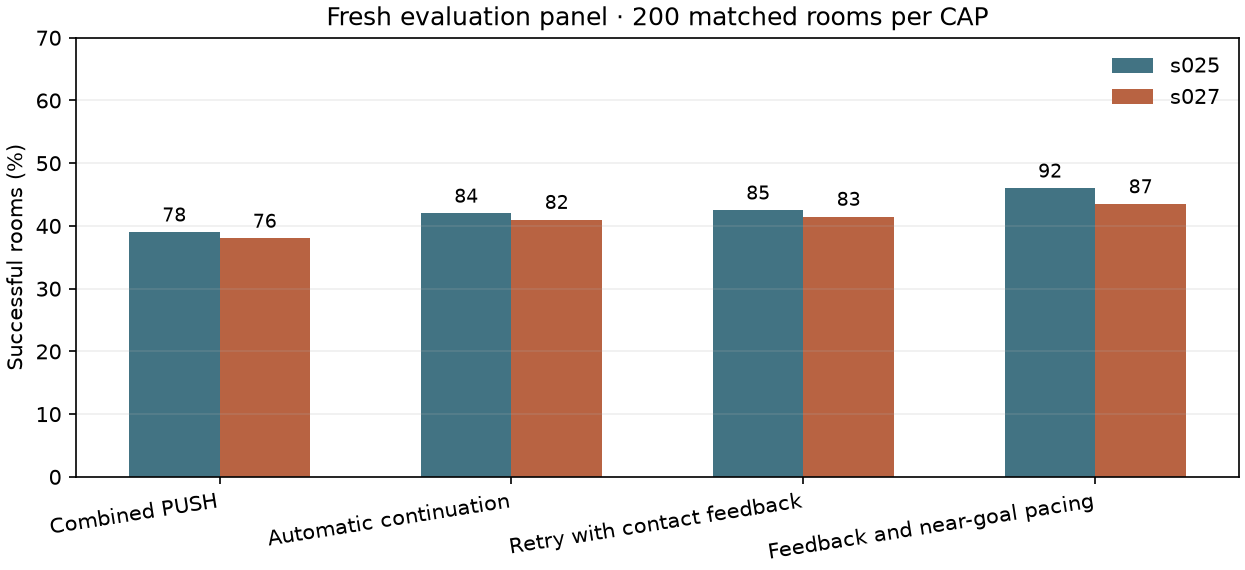 Fresh evaluation panel · 200 matched rooms per CAP
Successful rooms (%)
70
60
50
40
30
20
10
0
s025
s027
78
76
84
82
85
83
92
87
Combined PUSH
Automatic continuation
Retry with contact feedback
Feedback and near-goal pacing